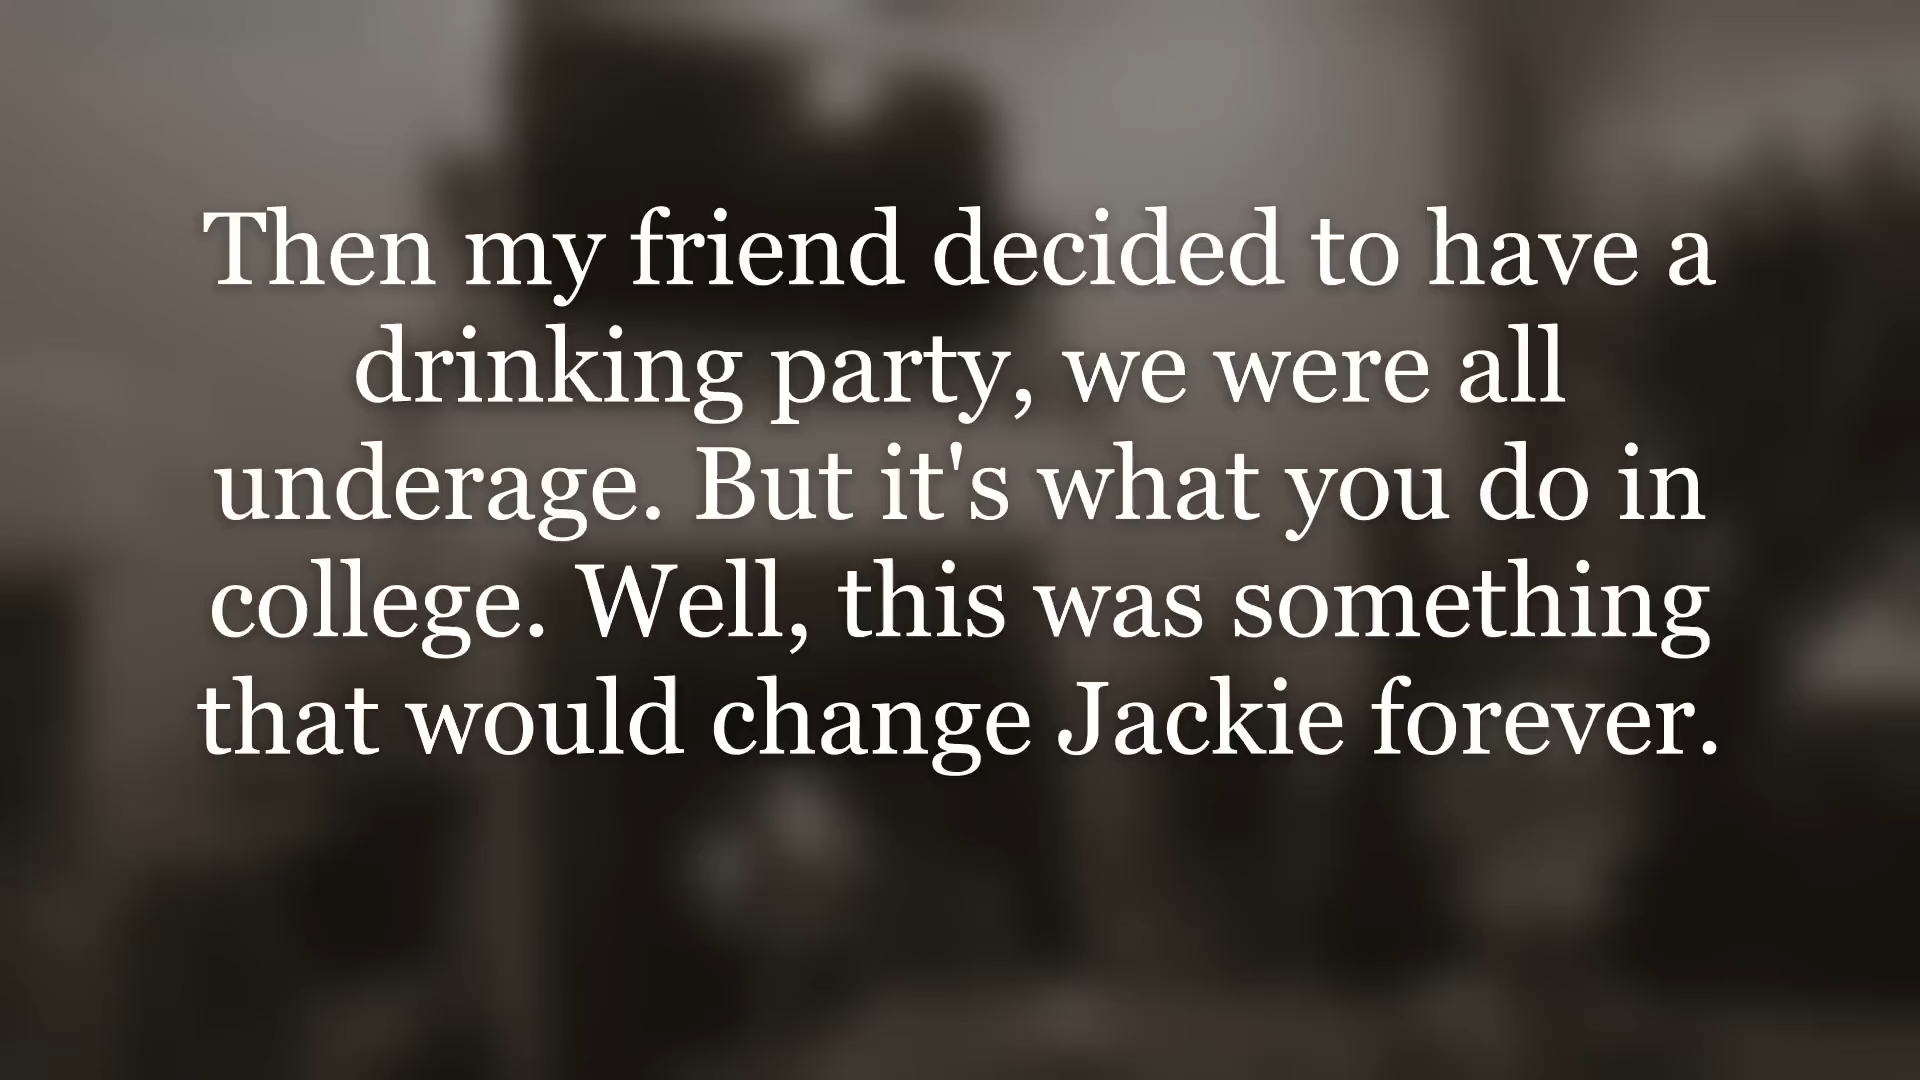 Then my friend decided to have a
drinking party, we were all
underage. But it's what you do in
college. Well, this was something
that would change Jackie forever.